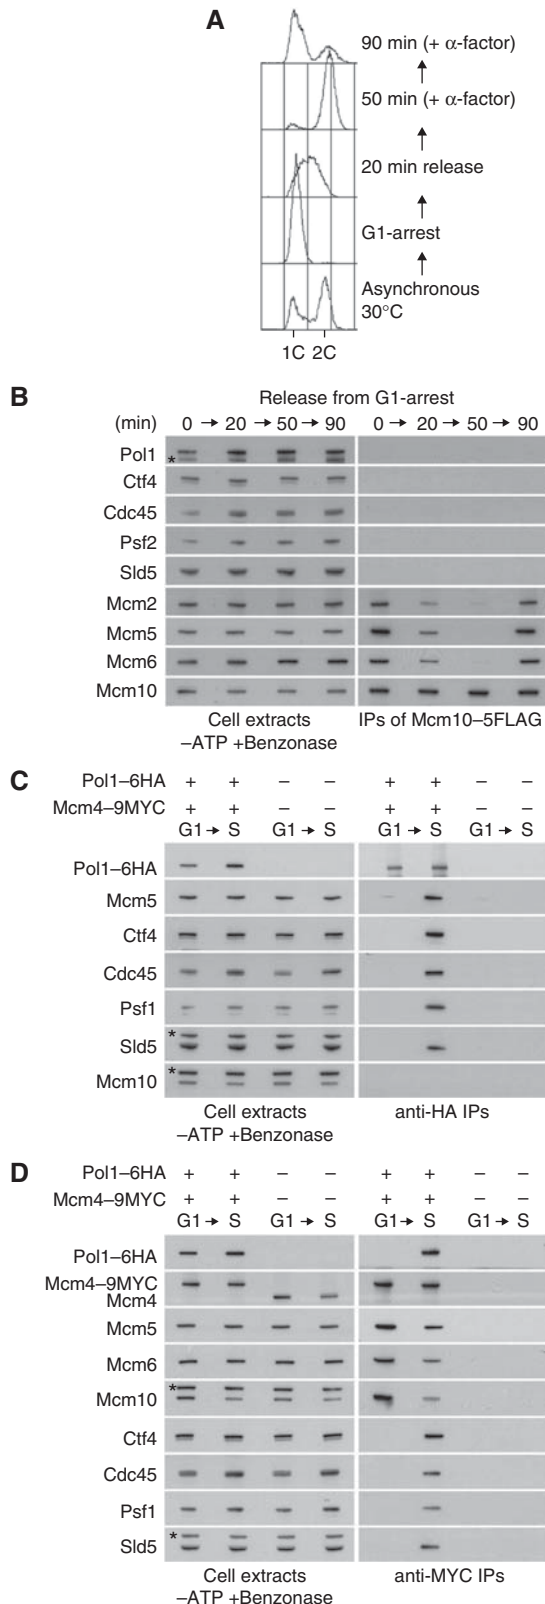 A
90 min (+ α-factor)
50 min (+ α-factor)
20 min release
G1-arrest
Asynchronous
30°C
1C 2C
B
Release from G1-arrest
(min) 0 → 20 → 50 → 90 0 → 20 → 50 → 90
Pol1
*
Ctf4
Cdc45
Psf2
Sld5
Mcm2
Mcm5
Mcm6
Mcm10
Cell extracts IPs of Mcm10–5FLAG
–ATP +Benzonase
C
Pol1–6HA + + – – + + – –
Mcm4–9MYC + + – – + + – –
G1 → S G1 → S G1 → S G1 → S
Pol1–6HA
Mcm5
Ctf4
Cdc45
Psf1
*
Sld5
*
Mcm10
Cell extracts anti-HA IPs
–ATP +Benzonase
D
Pol1–6HA + + – – + + – –
Mcm4–9MYC + + – – + + – –
G1 → S G1 → S G1 → S G1 → S
Pol1–6HA
Mcm4–9MYC
Mcm4
Mcm5
Mcm6
*
Mcm10
Ctf4
Cdc45
Psf1
*
Sld5
Cell extracts anti-MYC IPs
–ATP +Benzonase